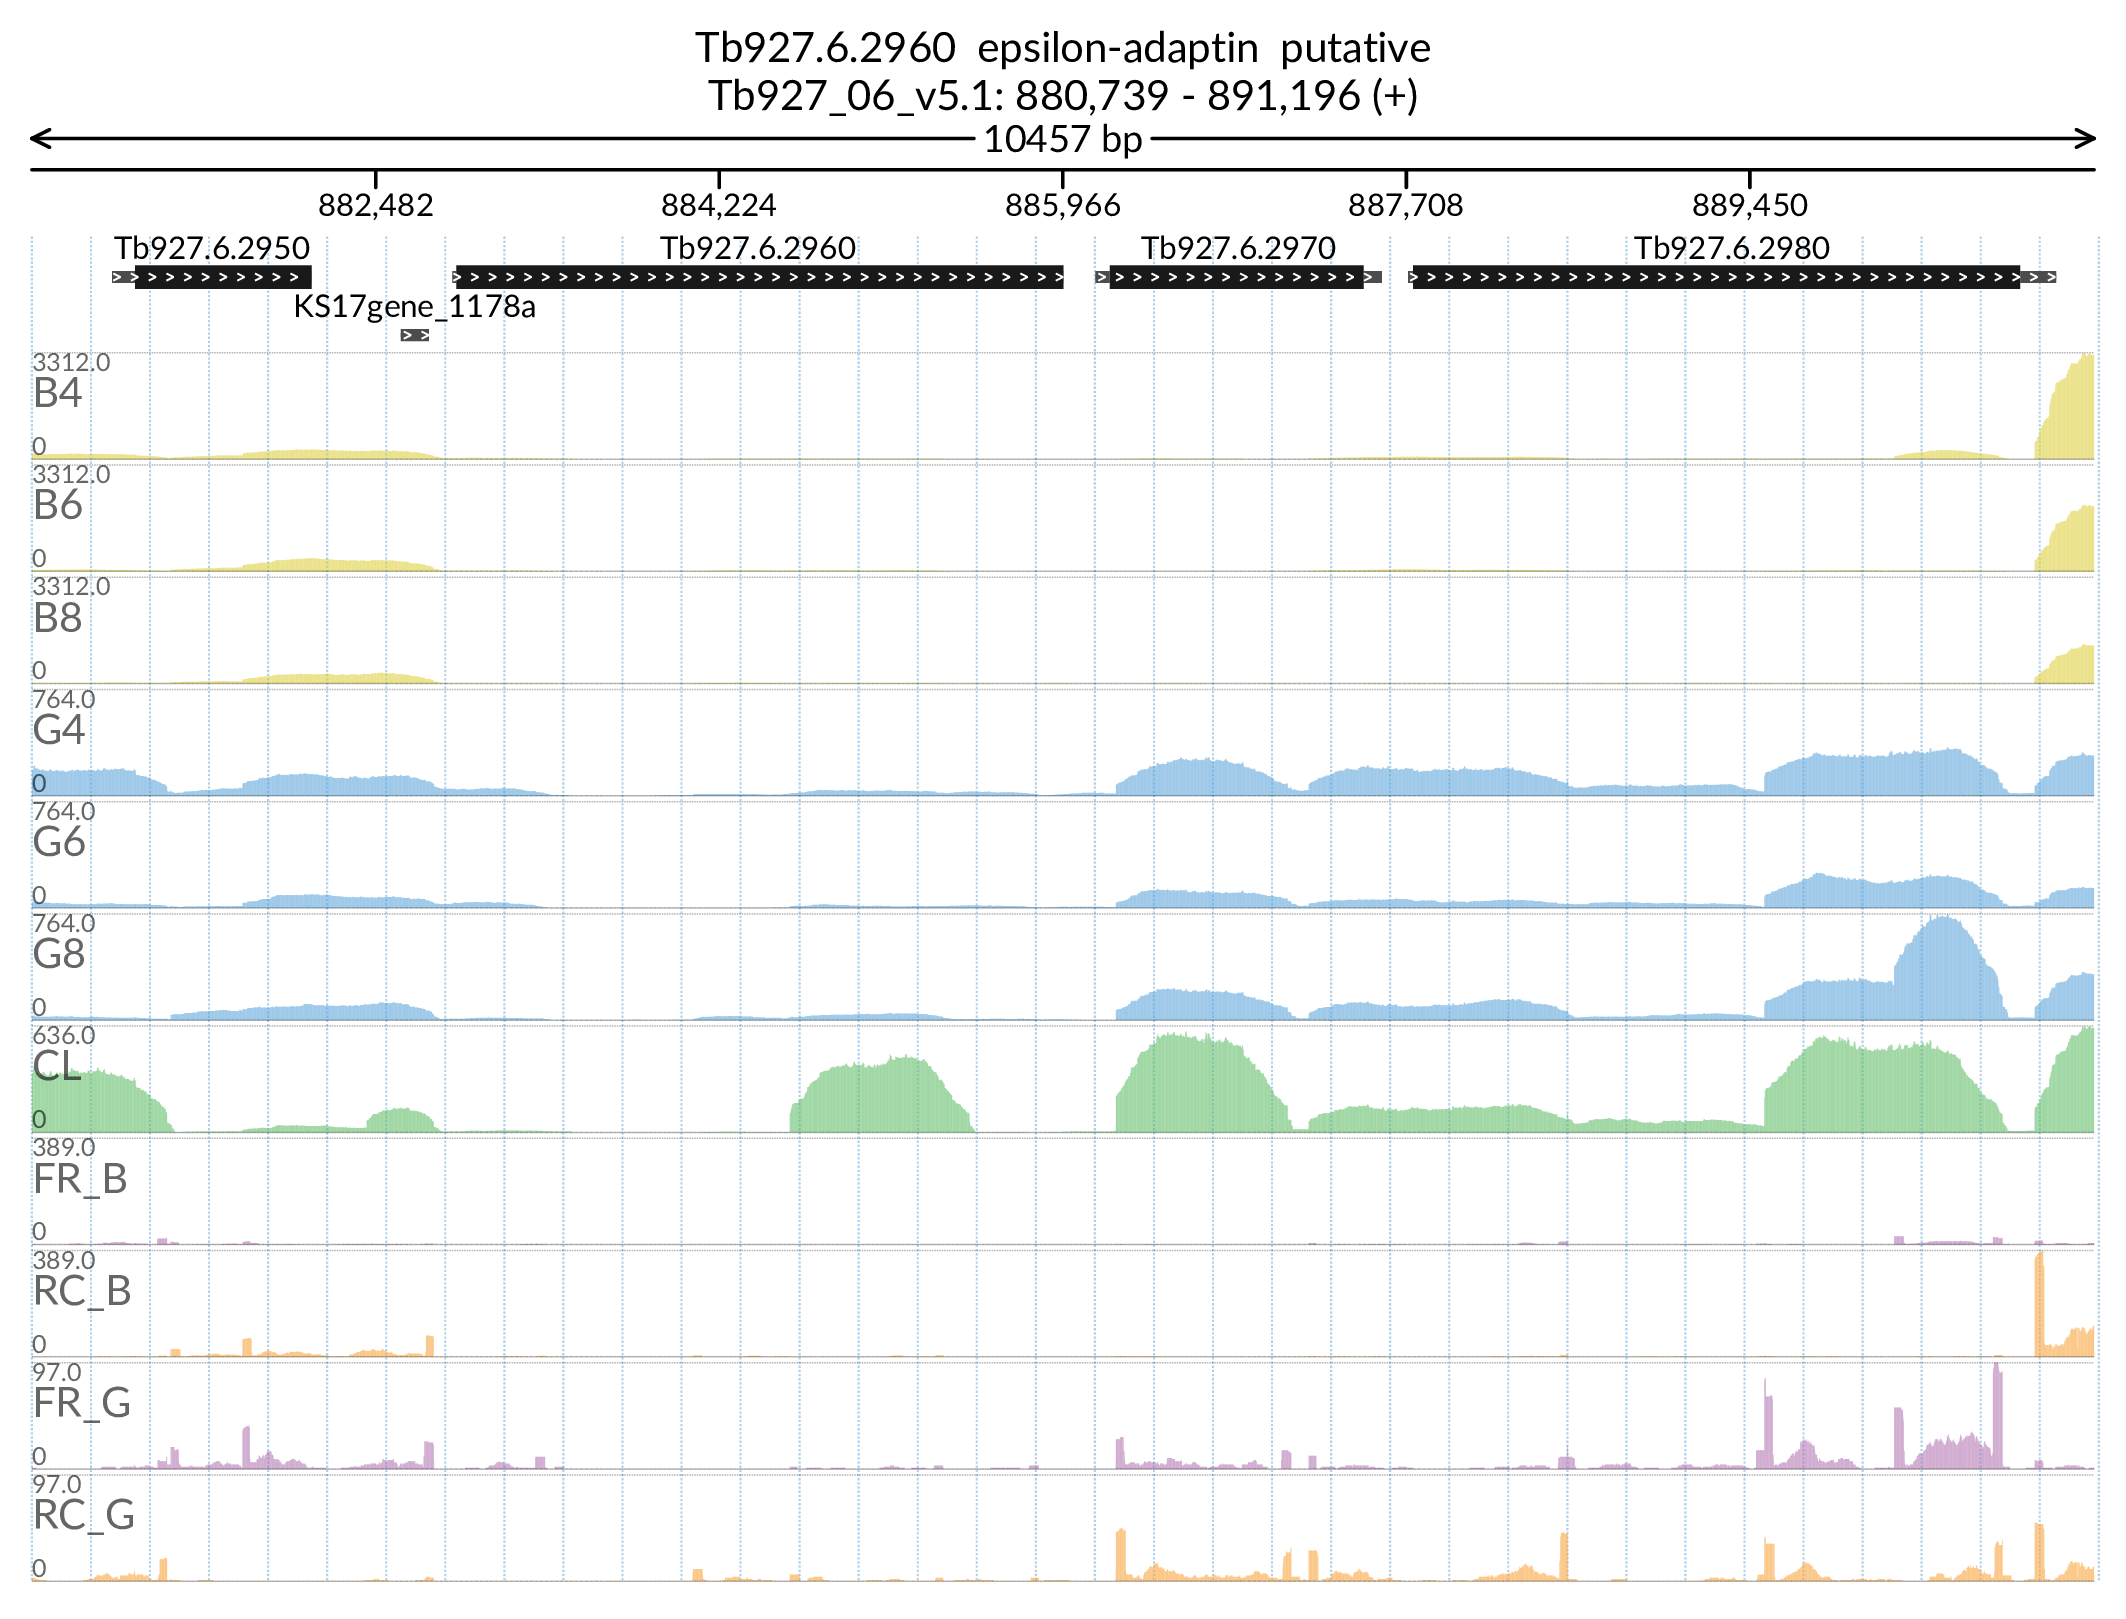 Tb927.6.2960 epsilon-adaptin putative
Tb927_06_v5.1: 880,739 - 891,196 (+)
10457 bp
882,482 884,224 885,966 887,708 889,450
Tb927.6.2950 Tb927.6.2960 Tb927.6.2970 Tb927.6.2980
KS17gene_1178a
3312.0
B4
0
3312.0
B6
0
3312.0
B8
0
764.0
G4
0
764.0
G6
0
764.0
G8
0
636.0
CL
0
389.0
FR_B
0
389.0
RC_B
0
97.0
FR_G
0
97.0
RC_G
0